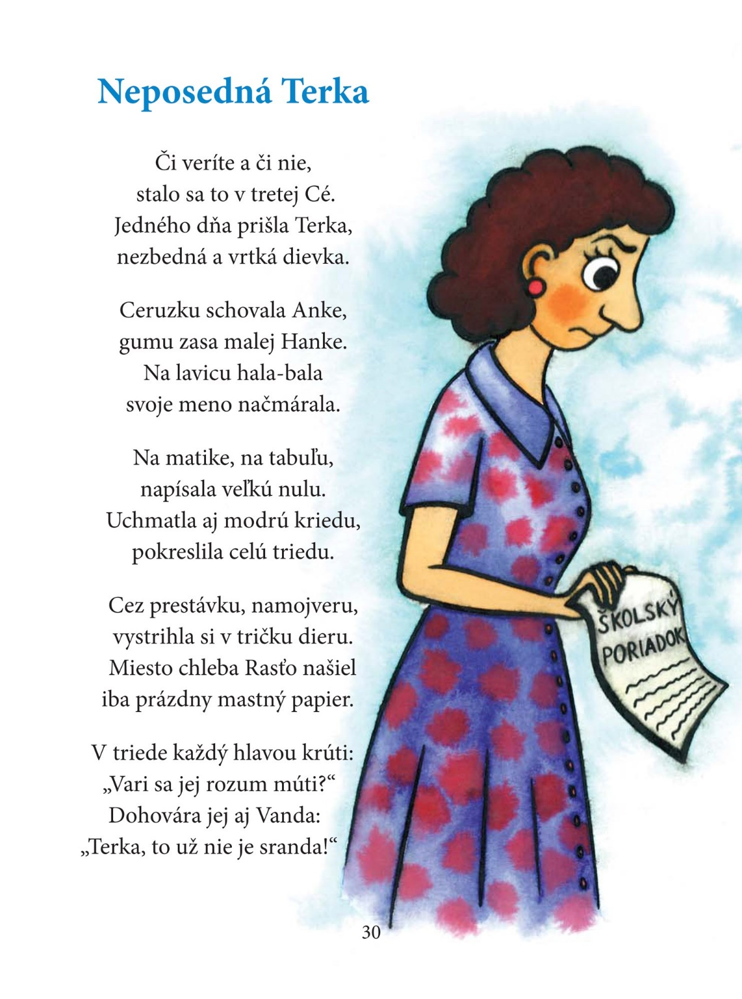 Neposedná Terka
Či veríte a či nie,
stalo sa to v tretej Cé.
Jedného dňa prišla Terka,
nezbedná a vrtká dievka.
Ceruzku schovala Anke,
gumu zasa malej Hanke.
Na lavicu hala-bala
svoje meno načmárala.
Na matike, na tabuľu,
napísala veľkú nulu.
Uchmatla aj modrú kriedu,
pokreslila celú triedu.
Cez prestávku, namojveru,
vystrihla si v tričku dieru.
Miesto chleba Rasťo našiel
iba prázdny mastný papier.
V triede každý hlavou krúti:
„Vari sa jej rozum múti?“
Dohovára jej aj Vanda:
„Terka, to už nie je sranda!“
ŠKOLSKÝ
PORIADOK
30